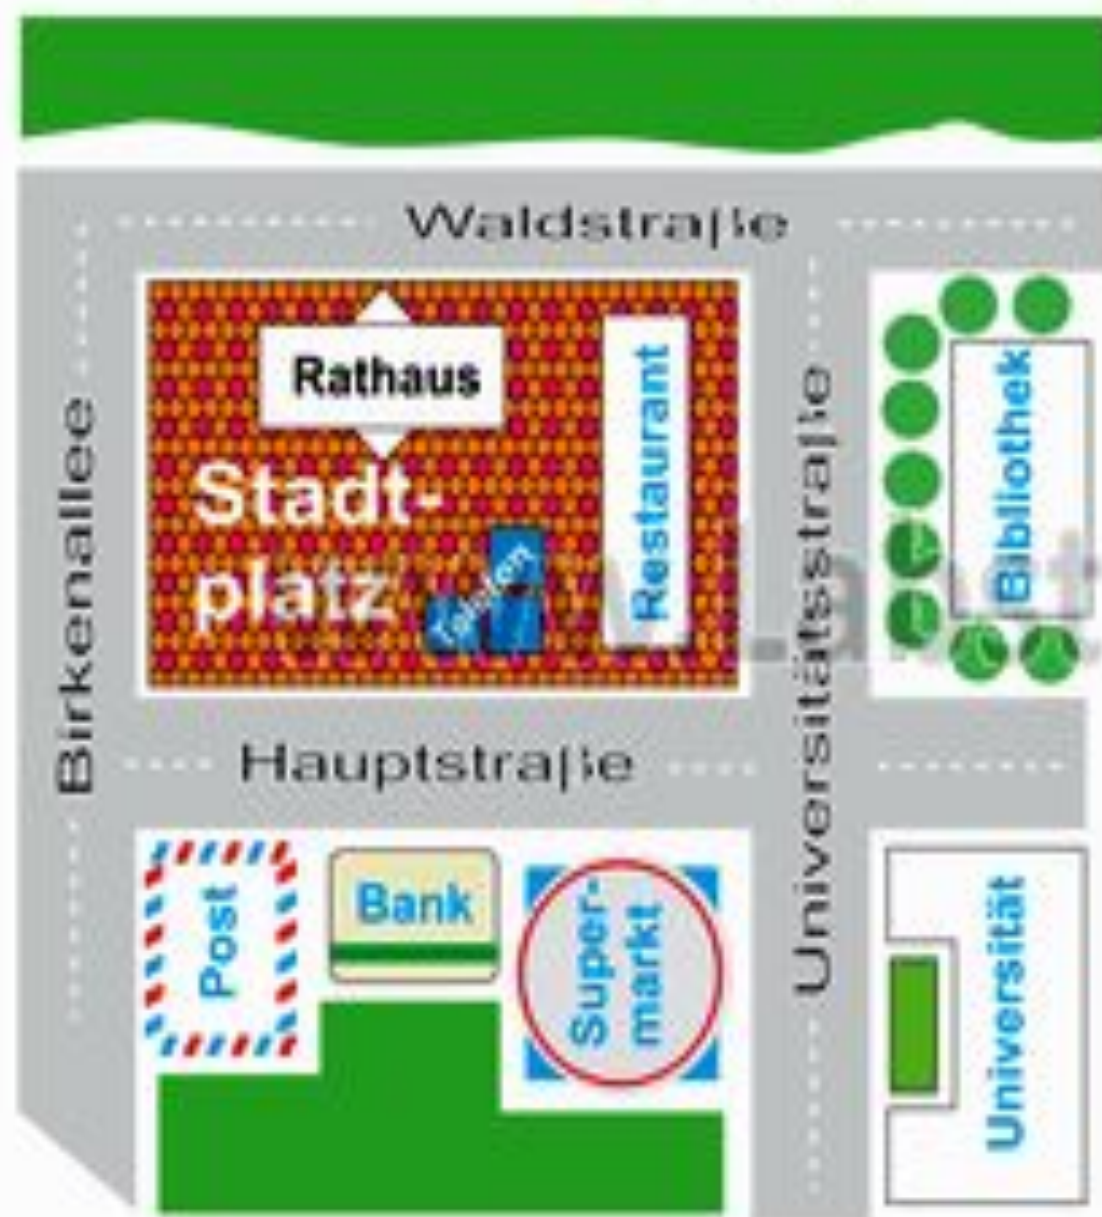 Waldstraße
Birkenallee
Rathaus
Stadt-
platz
Restaurant
Universitätsstraße
Bibliothek
Hauptstraße
Post
Bank
Super-
markt
Universität